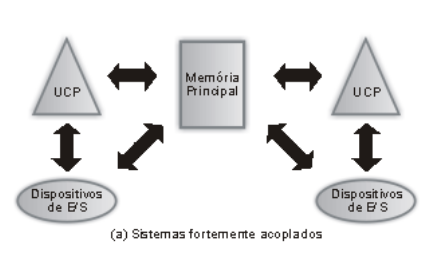 UCP
Memória
Principal
UCP
Dispositivos
de E/S
Dispositivos
de E/S
(a) Sistemas fortemente acoplados